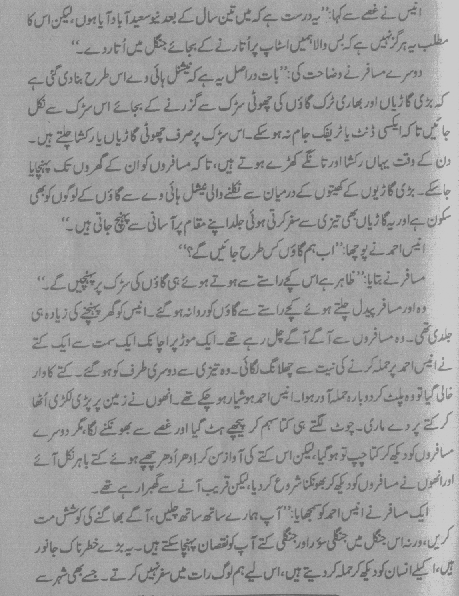 انیس نے غصے سے کہا: ’’یہ درست ہے کہ میں تین سال کے بعد نیو سعید آباد آیا ہوں، لیکن اس کا
مطلب یہ ہرگز نہیں ہے کہ بس والا ہمیں اسٹاپ پر اُتارنے کے بجائے جنگل میں اُتار دے۔‘‘
دوسرے مسافر نے وضاحت کی: ’’بات دراصل یہ ہے کہ نیشنل ہائی وے اس طرح بنا دی گئی ہے
کہ بڑی گاڑیاں اور بھاری ٹرک گاؤں کی چھوٹی سڑک سے گزرنے کے بجائے اس سڑک سے نکل
جائیں تاکہ ایکسی ڈنٹ یا ٹریفک جام نہ ہو سکے۔ اس سڑک پر صرف چھوٹی گاڑیاں یا رکشا چلتے ہیں۔
دن کے وقت یہاں رکشا اور تانگے کھڑے ہوتے ہیں، تاکہ مسافروں کو ان کے گھروں تک پہنچایا
جا سکے۔ بڑی گاڑیوں کے کھیتوں کے درمیان سے نکلنے والی نیشنل ہائی وے سے گاؤں کے لوگوں کو بھی
سکون ہے اور یہ گاڑیاں بھی تیزی سے سفر کرتی ہوئی جلد اپنے مقام پر آسانی سے پہنچ جاتی ہیں۔‘‘
انیس احمد نے پوچھا: ’’اب ہم گاؤں کس طرح جائیں گے؟‘‘
مسافر نے بتایا: ’’ظاہر ہے اس کچے راستے سے ہوتے ہوئے ہی گاؤں کی سڑک پر پہنچیں گے۔‘‘
وہ اور مسافر پیدل چلتے ہوئے کچے راستے سے گاؤں کو روانہ ہو گئے۔ انیس کو گھر پہنچنے کی زیادہ ہی
جلدی تھی۔ وہ مسافروں سے آگے آگے چل رہے تھے۔ ایک موڑ پر اچانک ایک سمت سے ایک کتے
نے انیس احمد پر حملہ کرنے کی نیت سے چھلانگ لگائی۔ وہ تیزی سے دوسری طرف کو ہو گئے۔ کتے کا وار
خالی گیا تو وہ پلٹ کر دوبارہ حملہ آور ہوا۔ انیس احمد ہوشیار ہو چکے تھے۔ انھوں نے زمین پر پڑی لکڑی اُٹھا
کر کتے پر دے ماری۔ چوٹ لگتے ہی کتا سہم کر پیچھے ہٹ گیا اور غصے سے بھونکنے لگا، مگر دوسرے
مسافروں کو دیکھ کر کتا چپ تو ہو گیا، لیکن اس کتے کی آواز سن کر اِدھر اُدھر چھپے ہوئے کتے باہر نکل آئے
اور انھوں نے مسافروں کو دیکھ کر بھونکنا شروع کر دیا، لیکن قریب آنے سے گھبرا رہے تھے۔
ایک مسافر نے انیس احمد کو سمجھایا: ’’آپ ہمارے ساتھ ساتھ چلیں، آگے بھاگنے کی کوشش مت
کریں، ورنہ اس جنگل میں جنگلی سؤر اور جنگلی کتے آپ کو نقصان پہنچا سکتے ہیں۔ یہ بڑے خطرناک جانور
ہیں، اکیلے انسان کو دیکھ کر حملہ کر دیتے ہیں، اس لیے ہم لوگ رات میں سفر نہیں کرتے۔ جسے بھی شہر سے